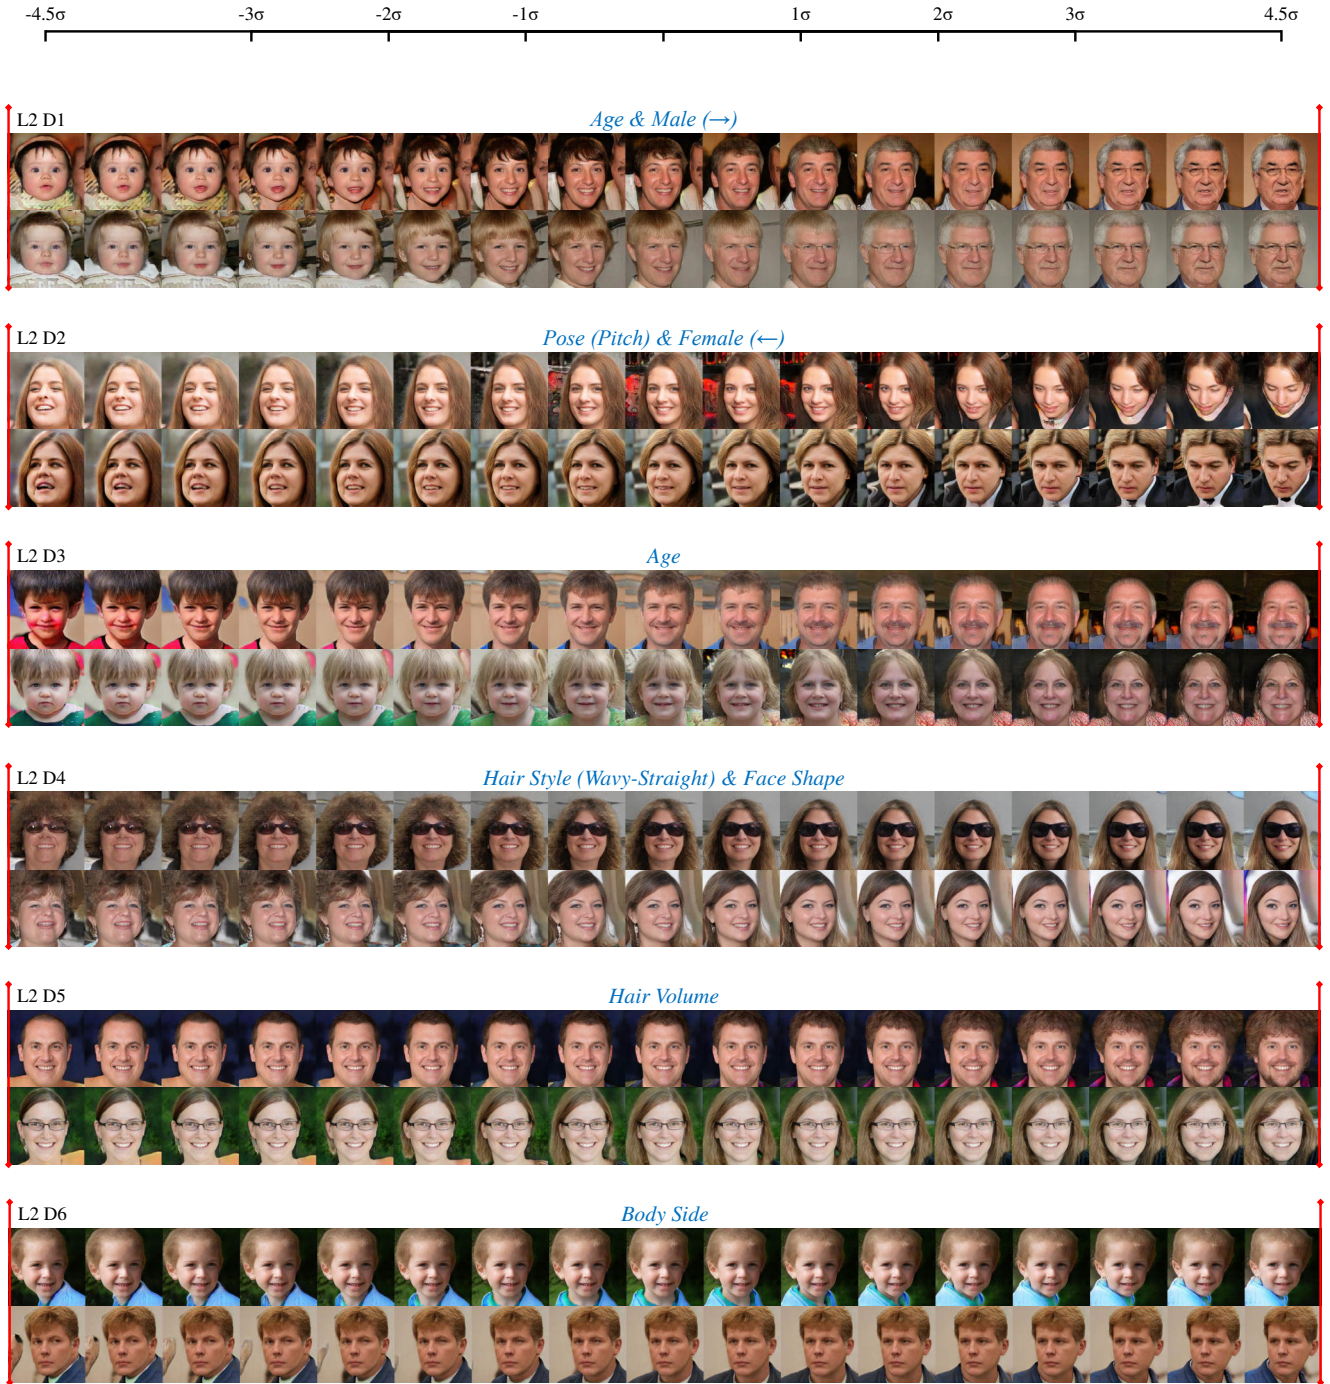 -4.5σ -3σ -2σ -1σ 1σ 2σ 3σ 4.5σ
L2 D1 Age & Male (→)
L2 D2 Pose (Pitch) & Female (←)
L2 D3 Age
L2 D4 Hair Style (Wavy-Straight) & Face Shape
L2 D5 Hair Volume
L2 D6 Body Side